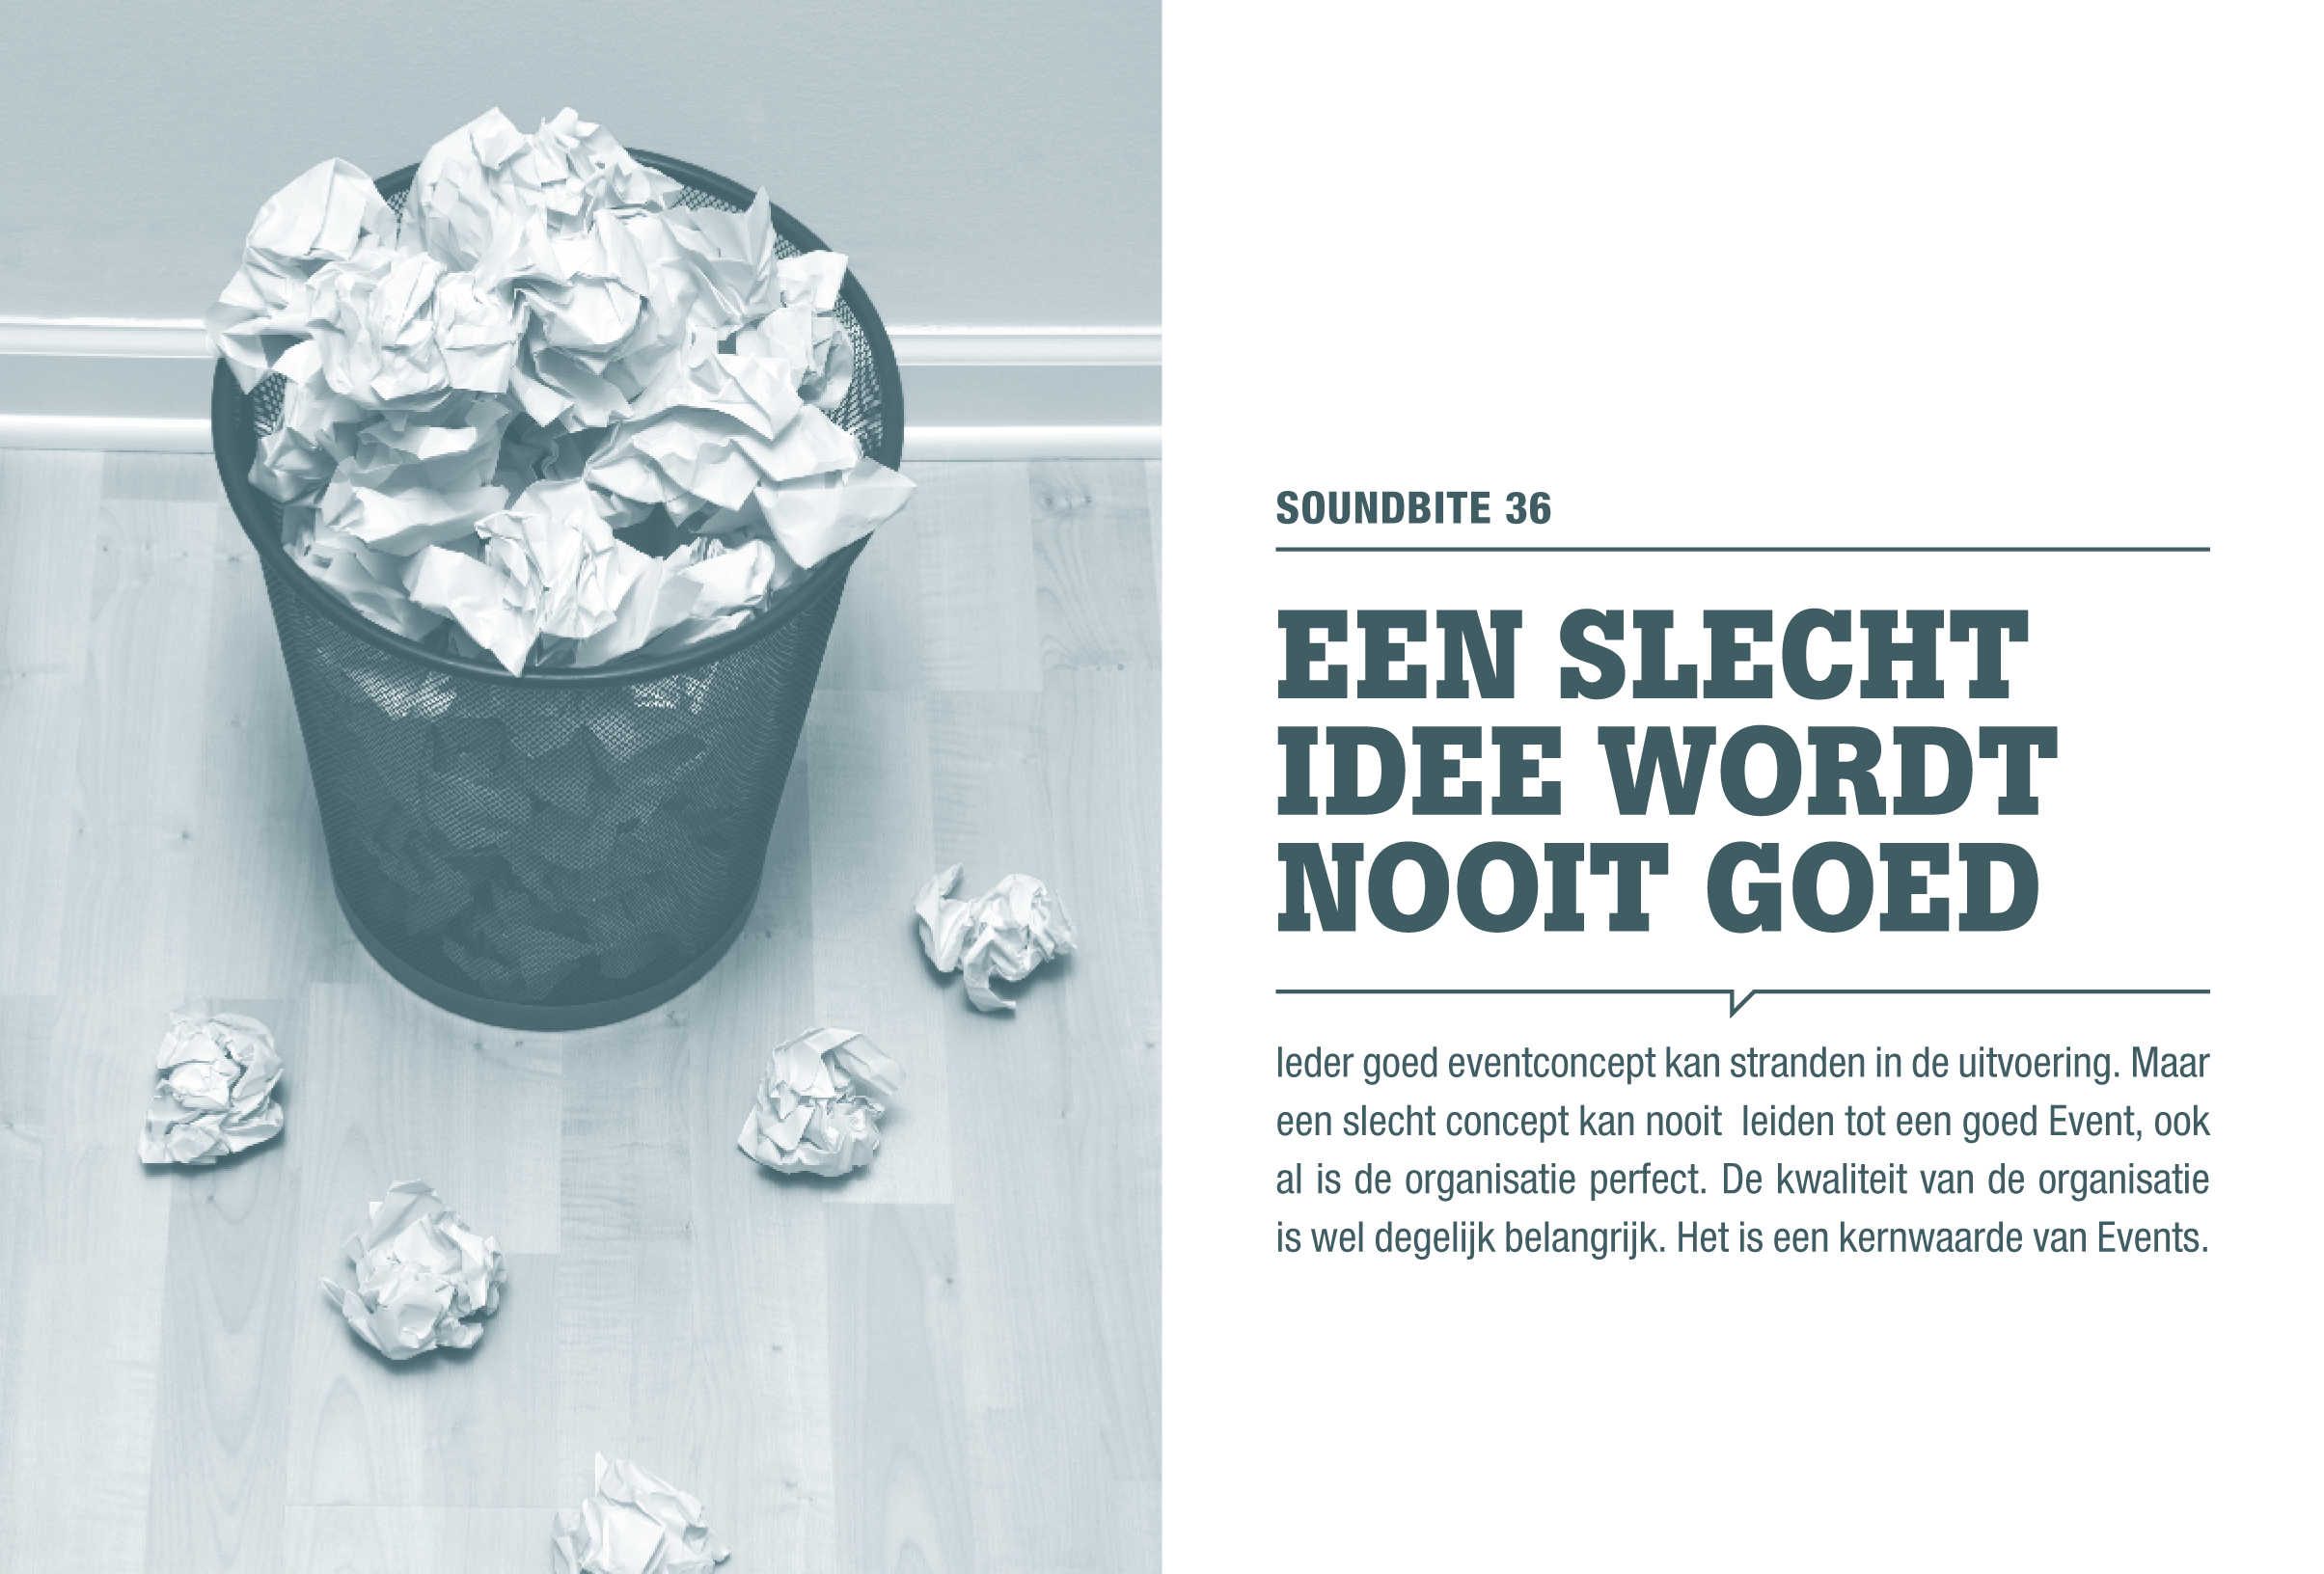 SOUNDBITE 36
EEN SLECHT
IDEE WORDT
NOOIT GOED
Ieder goed eventconcept kan stranden in de uitvoering. Maar
een slecht concept kan nooit leiden tot een goed Event, ook
al is de organisatie perfect. De kwaliteit van de organisatie
is wel degelijk belangrijk. Het is een kernwaarde van Events.